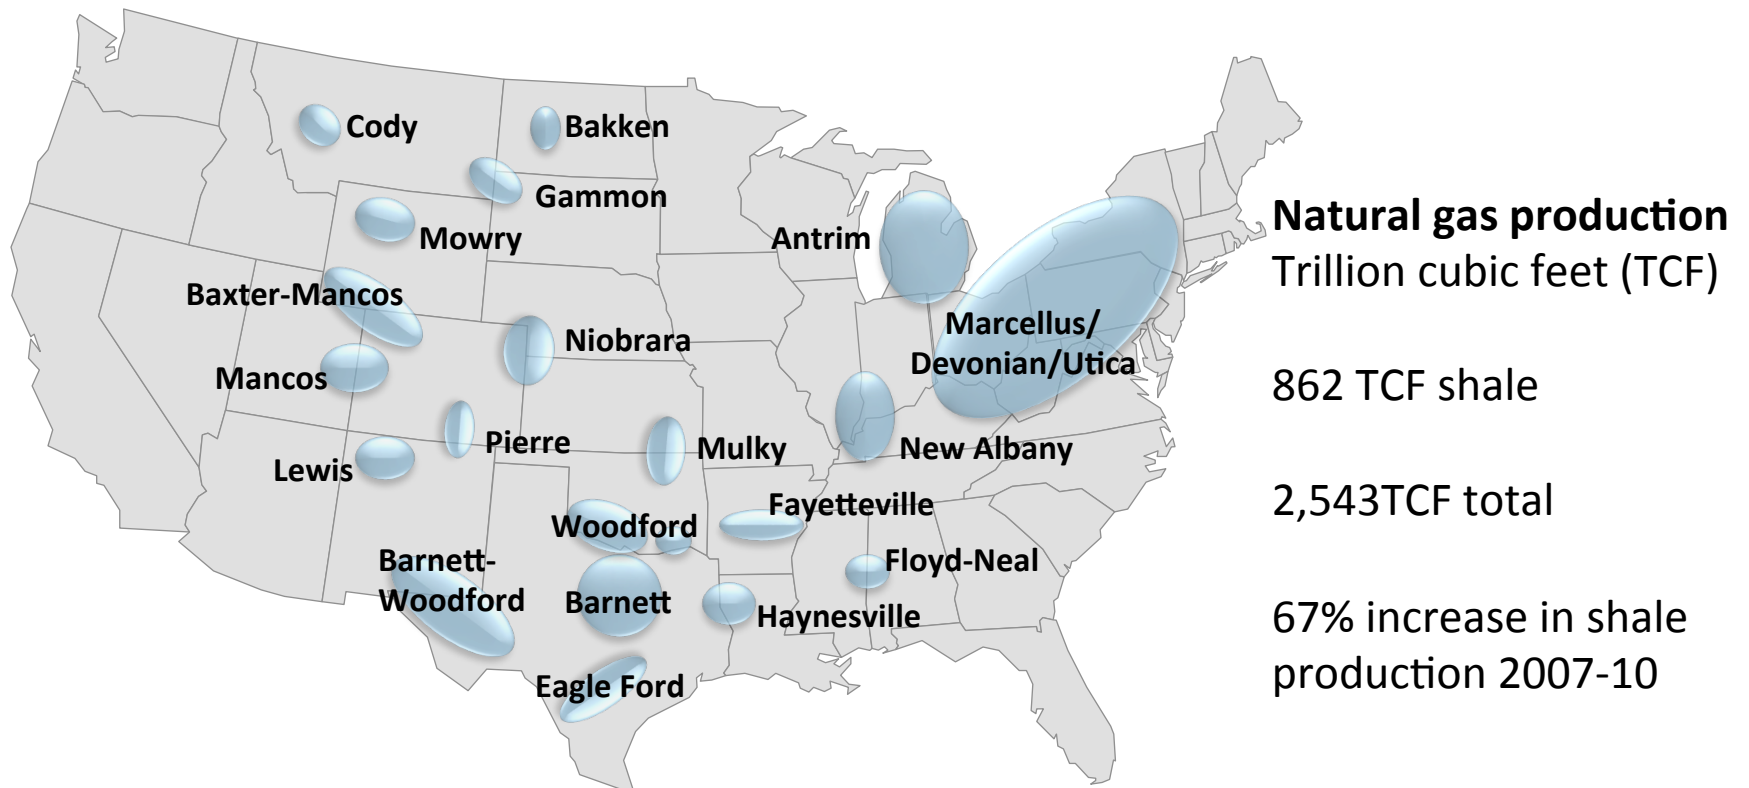 Cody
Bakken
Gammon
Mowry
Antrim
Baxter-Mancos
Niobrara
Marcellus/
Devonian/Utica
Mancos
Pierre
Mulky
New Albany
Lewis
Fayetteville
Woodford
Barnett-
Woodford
Barnett
Floyd-Neal
Haynesville
Eagle Ford
Natural gas production
Trillion cubic feet (TCF)
862 TCF shale
2,543TCF total
67% increase in shale
production 2007-10